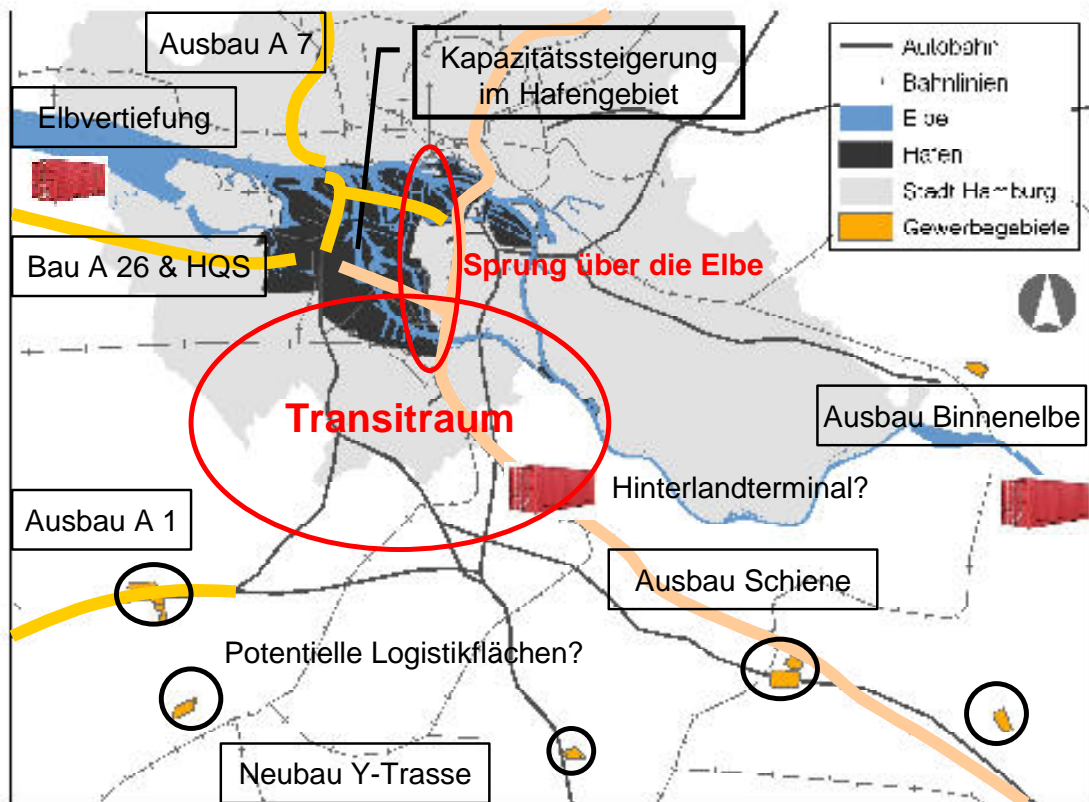 Ausbau A 7
Kapazitätssteigerung
im Hafengebiet
Autobahn
Bahnlinien
Elbe
Hafen
Stadt Hamburg
Gewerbegebiete
Elbvertiefung
Bau A 26 & HQS
Sprung über die Elbe
Transitraum
Ausbau Binnenelbe
Hinterlandterminal?
Ausbau A 1
Ausbau Schiene
Potentielle Logistikflächen?
Neubau Y-Trasse